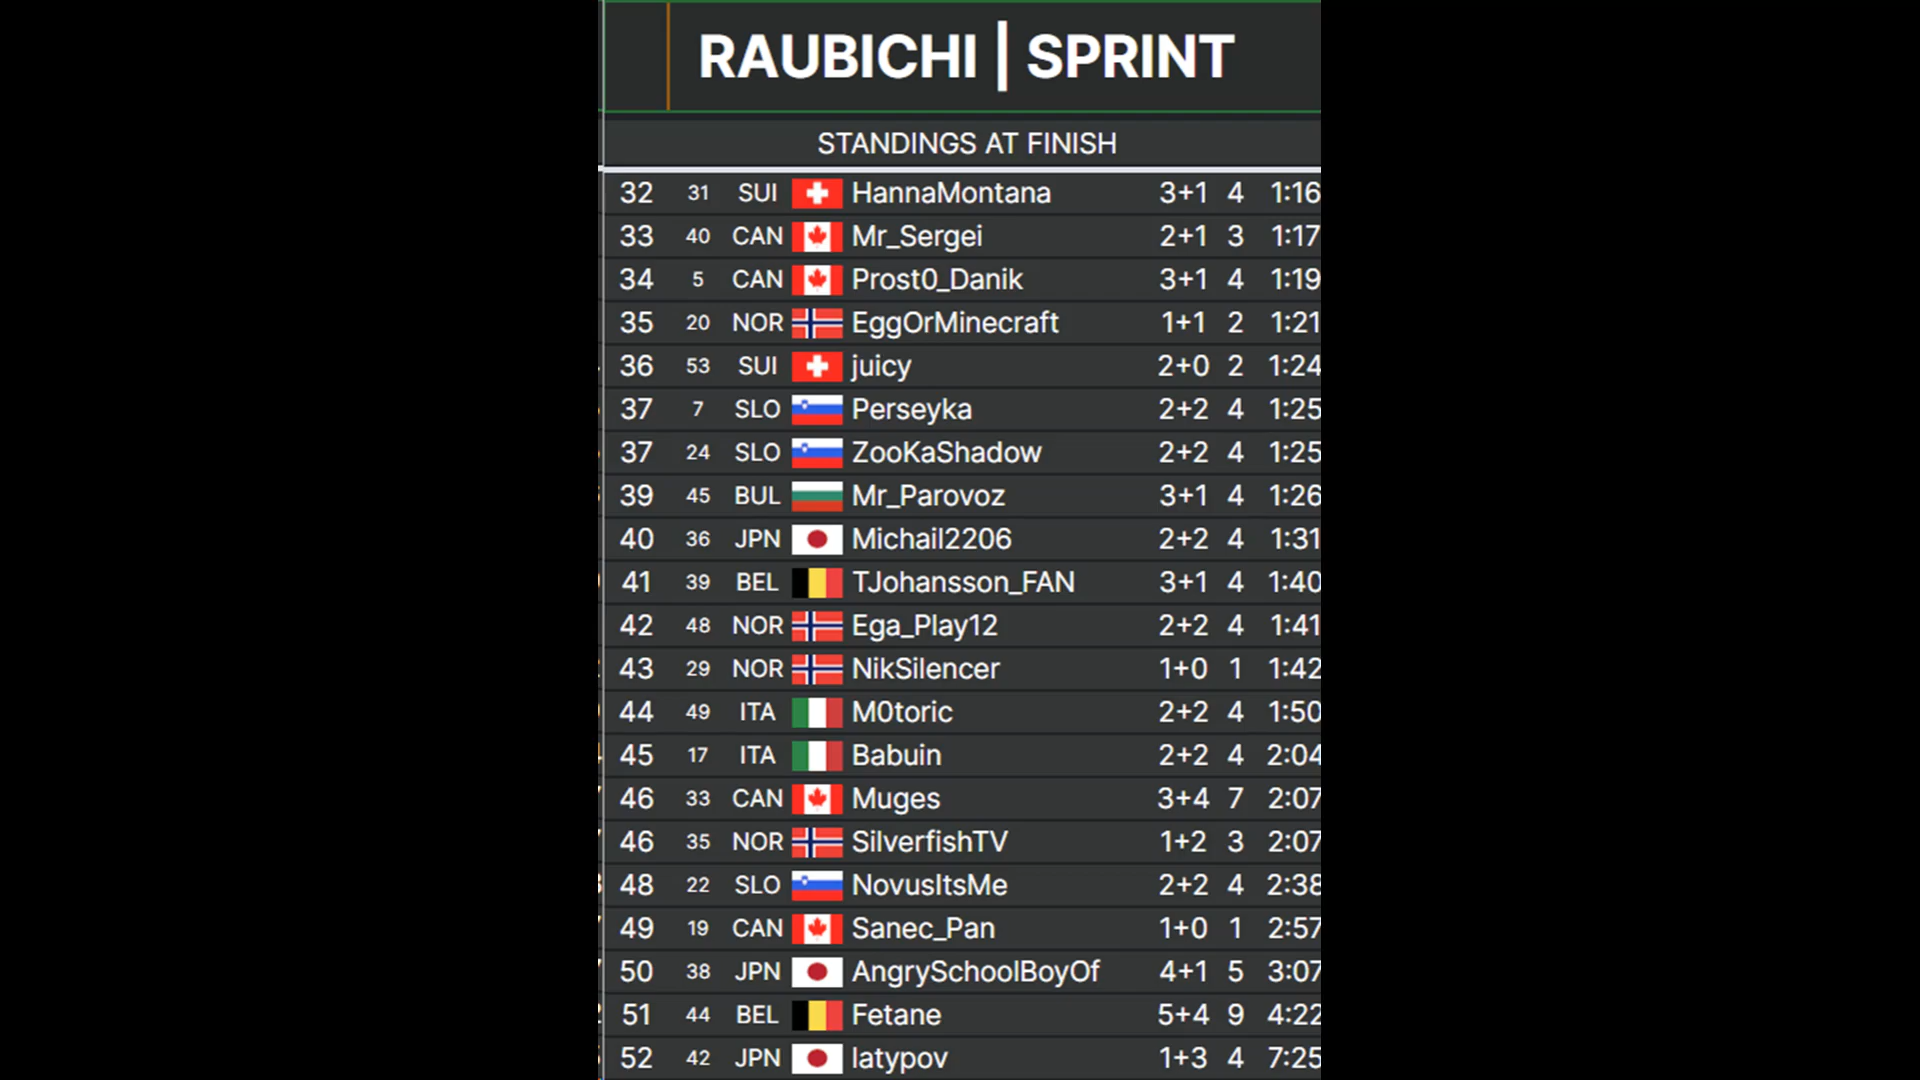 RAUBICHI | SPRINT
STANDINGS AT FINISH
32 31 SUI HannaMontana 3+1 4 1:16
33 40 CAN Mr_Sergei 2+1 3 1:17
34 5 CAN Prost0_Danik 3+1 4 1:19
35 20 NOR EggOrMinecraft 1+1 2 1:21
36 53 SUI juicy 2+0 2 1:24
37 7 SLO Perseyka 2+2 4 1:25
37 24 SLO ZooKaShadow 2+2 4 1:25
39 45 BUL Mr_Parovoz 3+1 4 1:26
40 36 JPN Michail2206 2+2 4 1:31
41 39 BEL TJohansson_FAN 3+1 4 1:40
42 48 NOR Ega_Play12 2+2 4 1:41
43 29 NOR NikSilencer 1+0 1 1:42
44 49 ITA M0toric 2+2 4 1:50
45 17 ITA Babuin 2+2 4 2:04
46 33 CAN Muges 3+4 7 2:07
46 35 NOR SilverfishTV 1+2 3 2:07
48 22 SLO NovusItsMe 2+2 4 2:38
49 19 CAN Sanec_Pan 1+0 1 2:57
50 38 JPN AngrySchoolBoyOf 4+1 5 3:07
51 44 BEL Fetane 5+4 9 4:22
52 42 JPN latypov 1+3 4 7:25